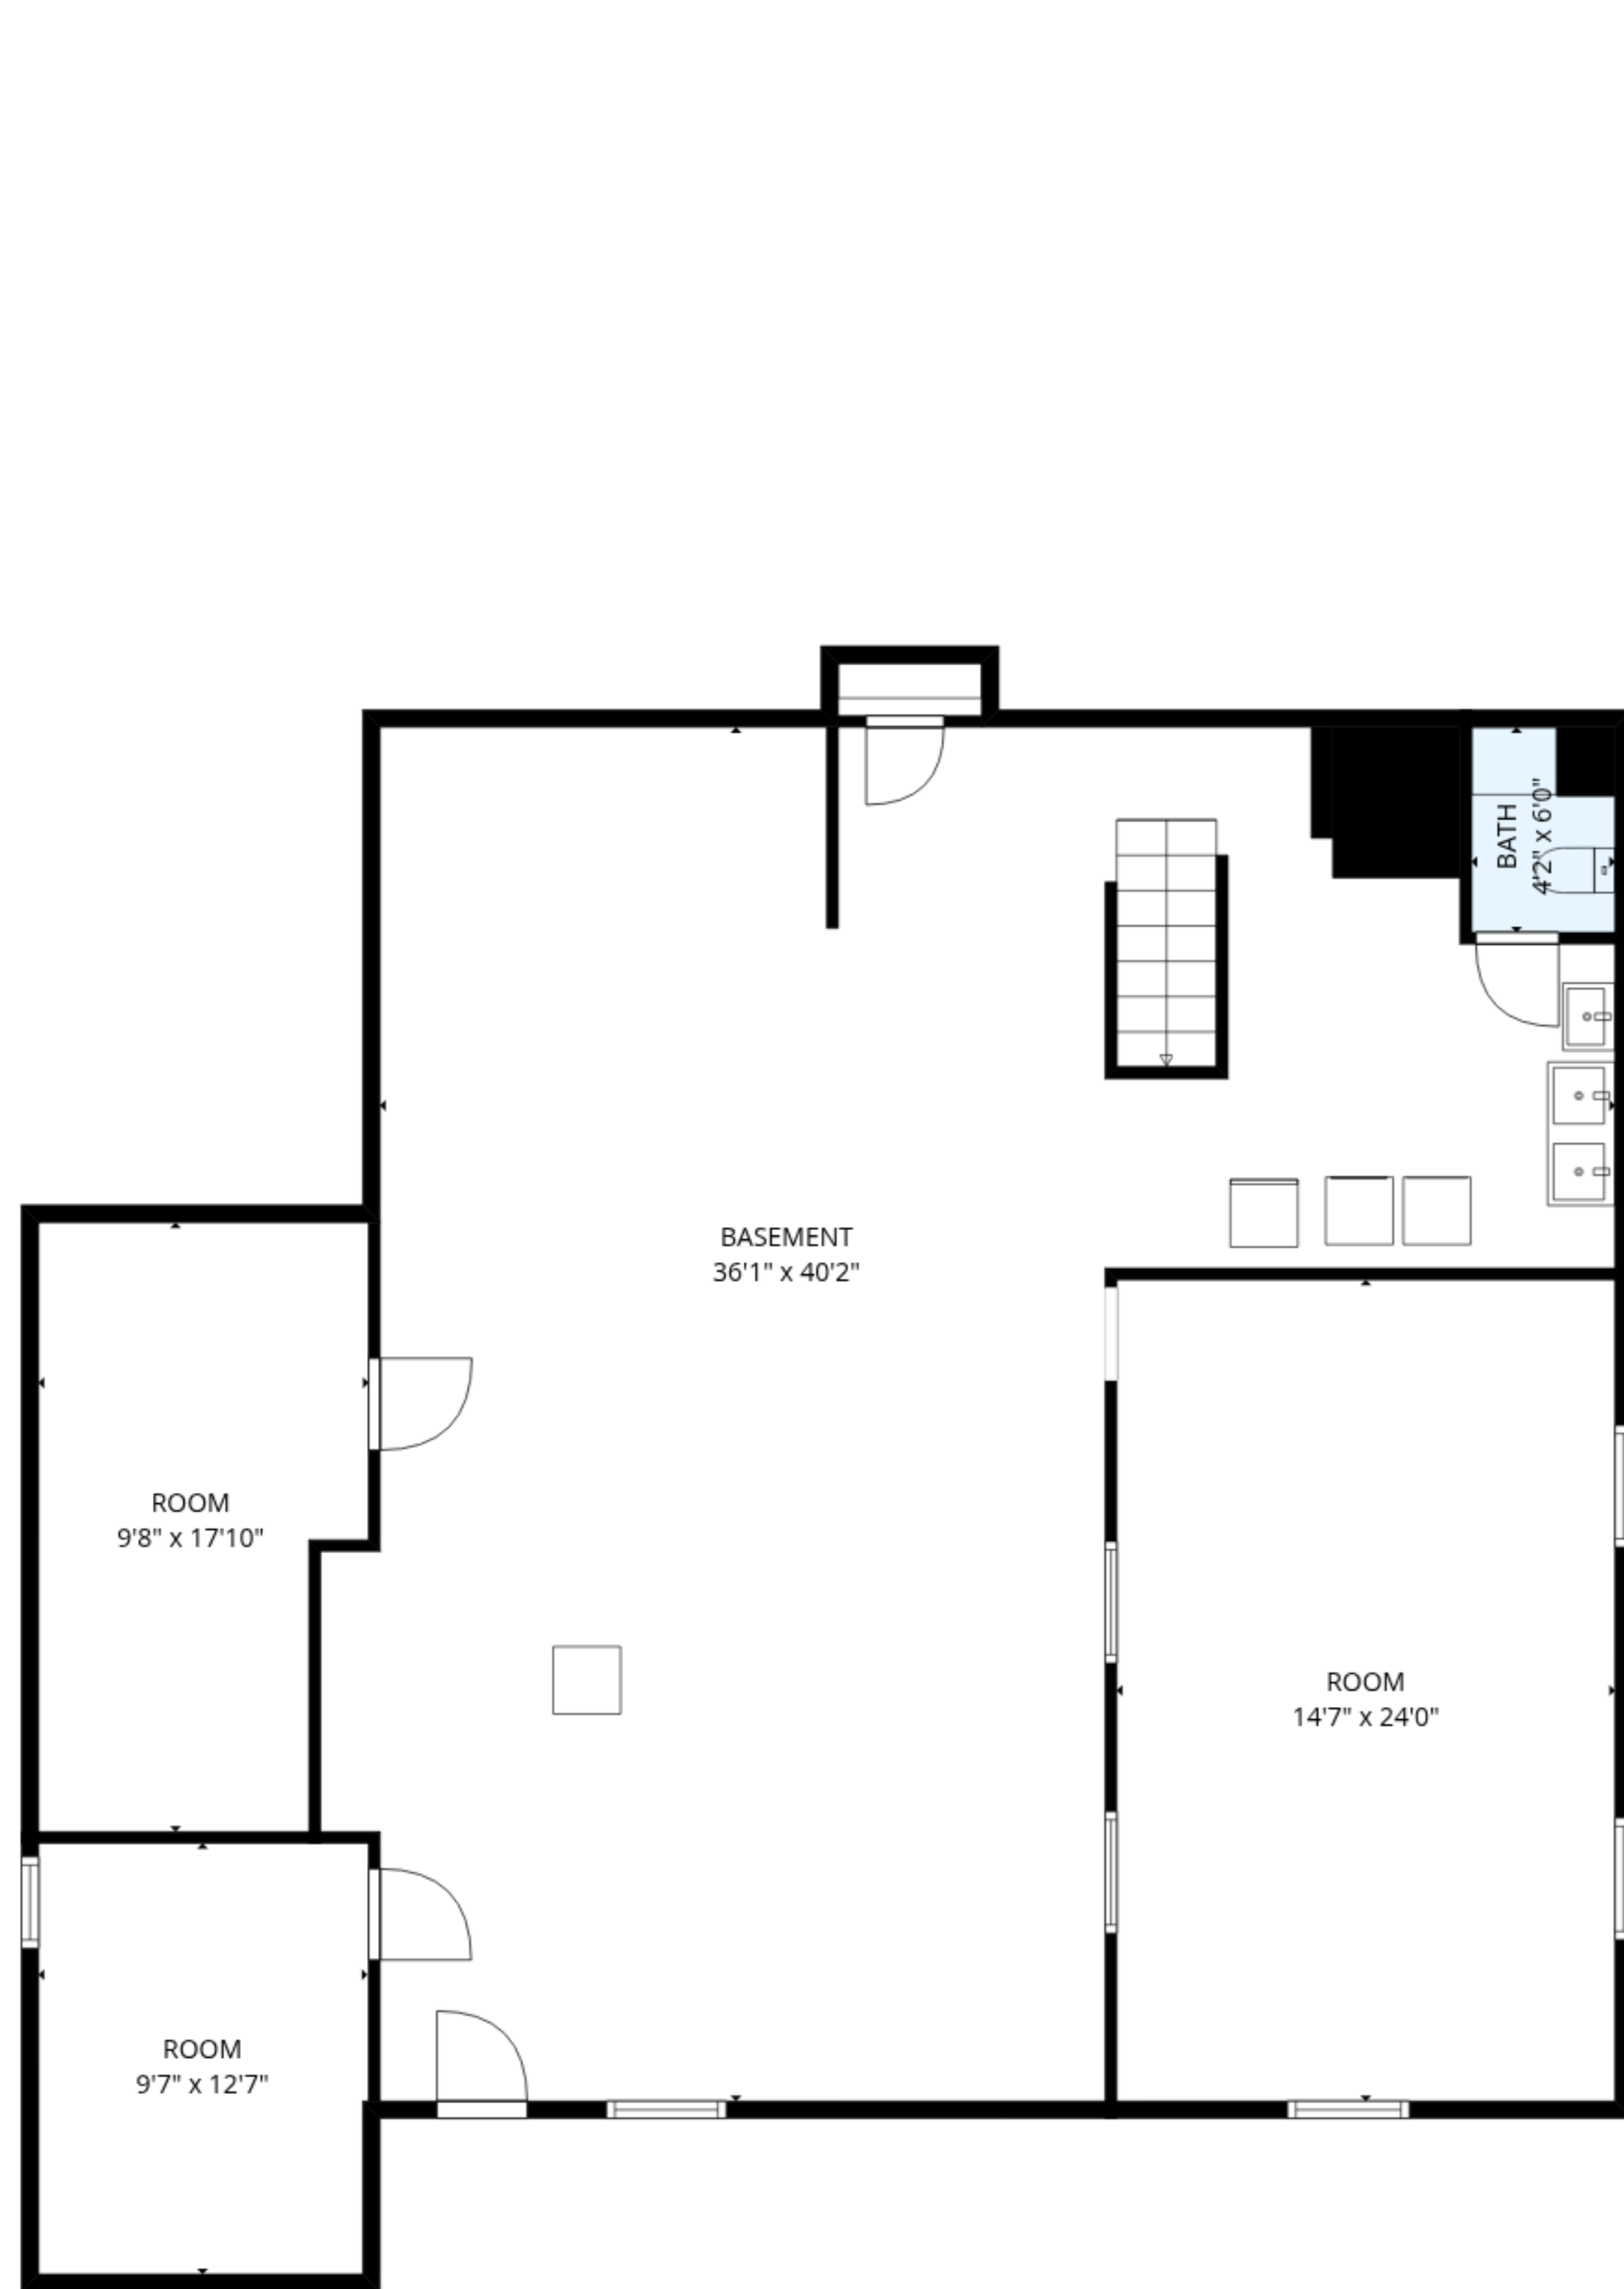 BATH
4'2" x 6'0"
BASEMENT
36'1" x 40'2"
ROOM
9'8" x 17'10"
ROOM
14'7" x 24'0"
ROOM
9'7" x 12'7"